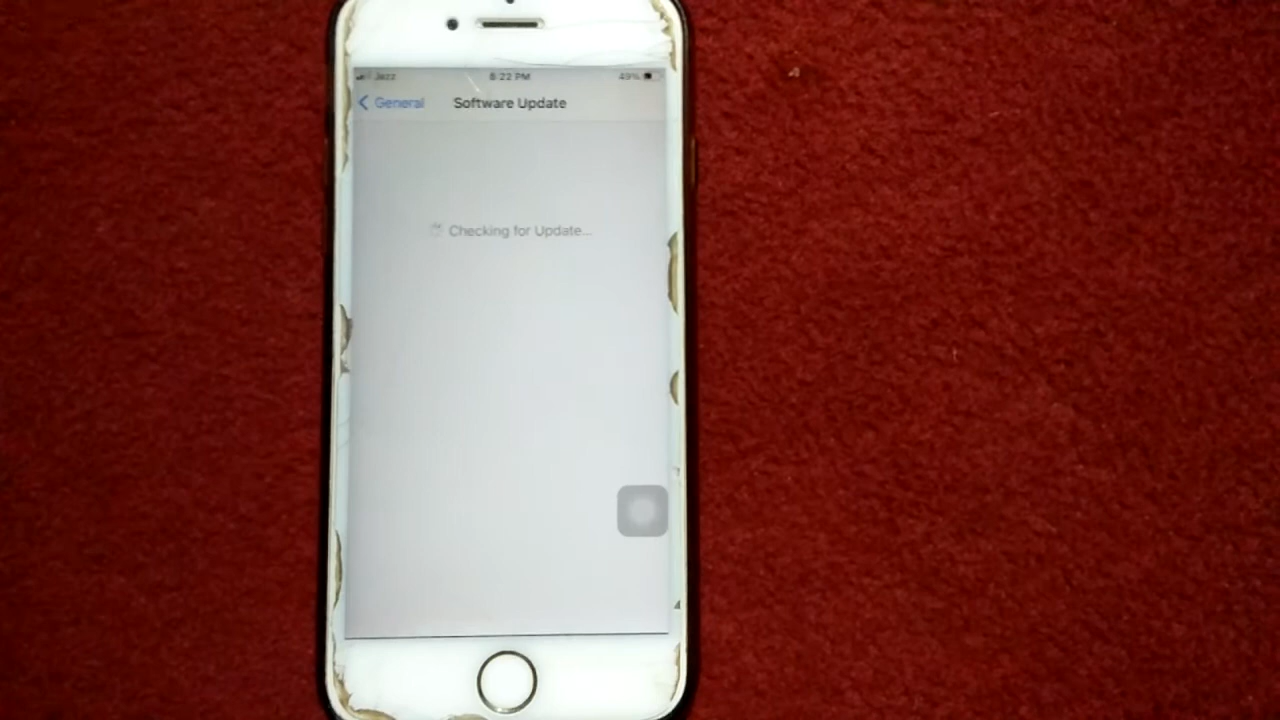 Jazz 8:22 PM 49%
General Software Update
Checking for Update...